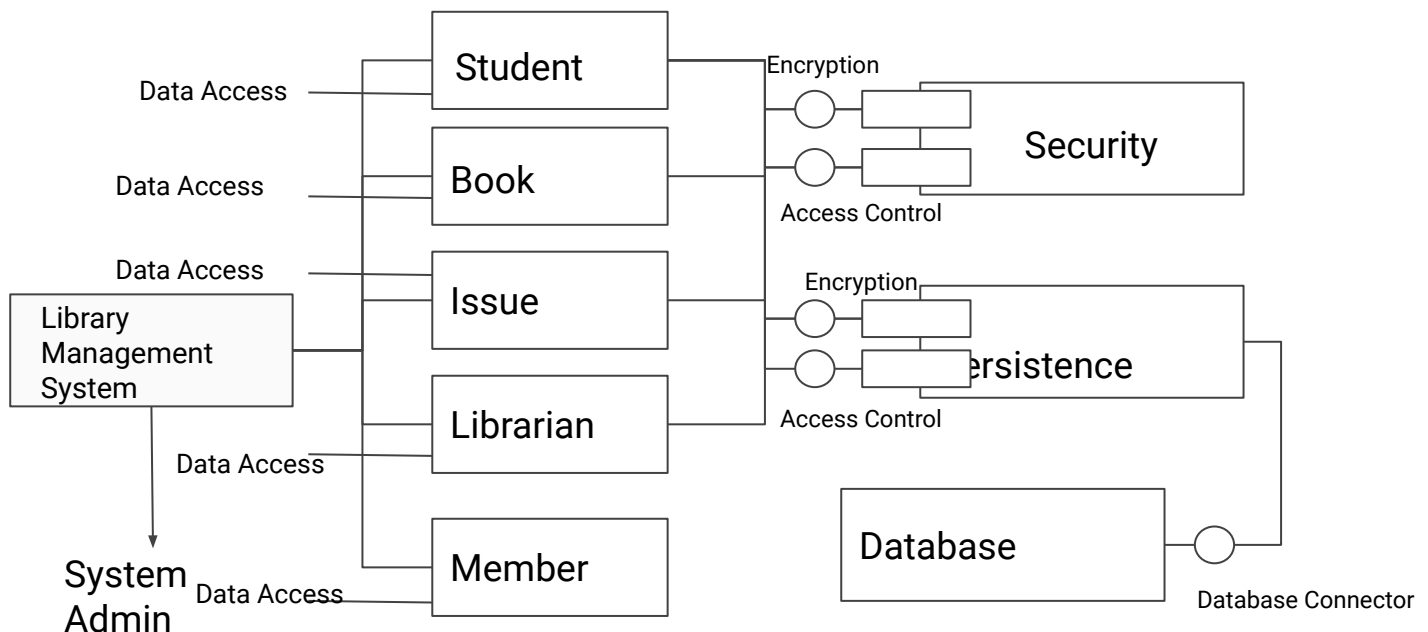 Student
Encryption
Data Access
Security
Book
Data Access
Access Control
Data Access
Encryption
Issue
Library
Management
System
ersistence
Access Control
Librarian
Data Access
Database
Member
System
Admin
Data Access
Database Connector